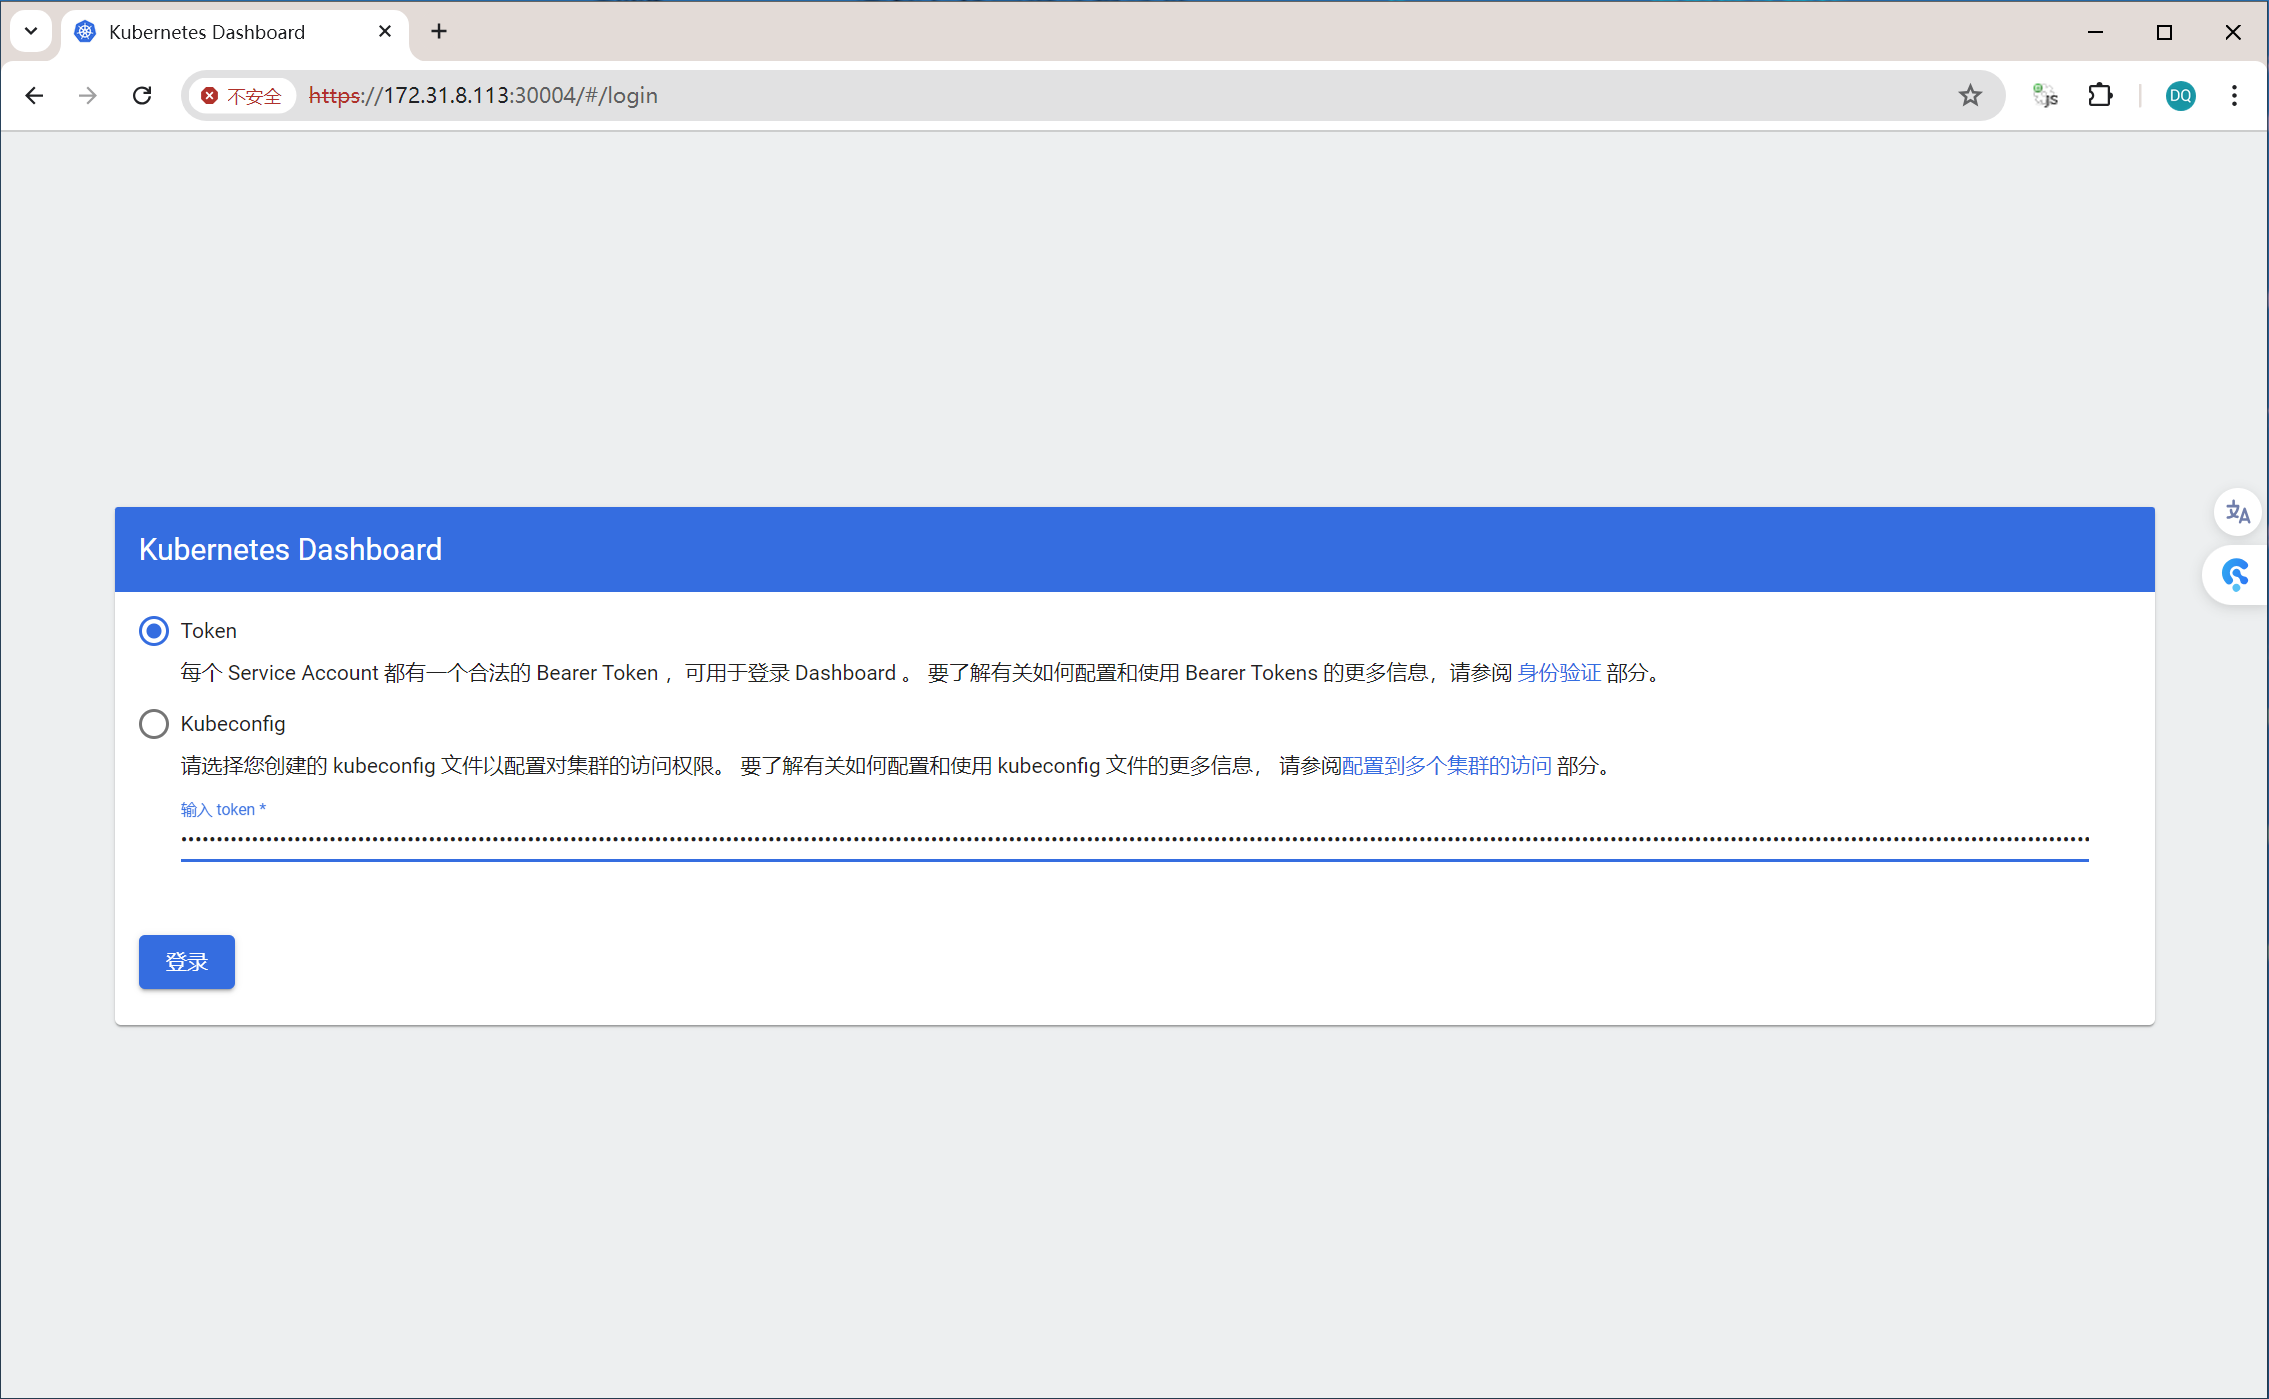 Kubernetes Dashboard
不安全 https://172.31.8.113:30004/#/login
js
DQ
Kubernetes Dashboard
Token
每个 Service Account 都有一个合法的 Bearer Token ，可用于登录 Dashboard 。 要了解有关如何配置和使用 Bearer Tokens 的更多信息，请参阅 身份验证 部分。
Kubeconfig
请选择您创建的 kubeconfig 文件以配置对集群的访问权限。 要了解有关如何配置和使用 kubeconfig 文件的更多信息， 请参阅配置到多个集群的访问 部分。
输入 token *
登录